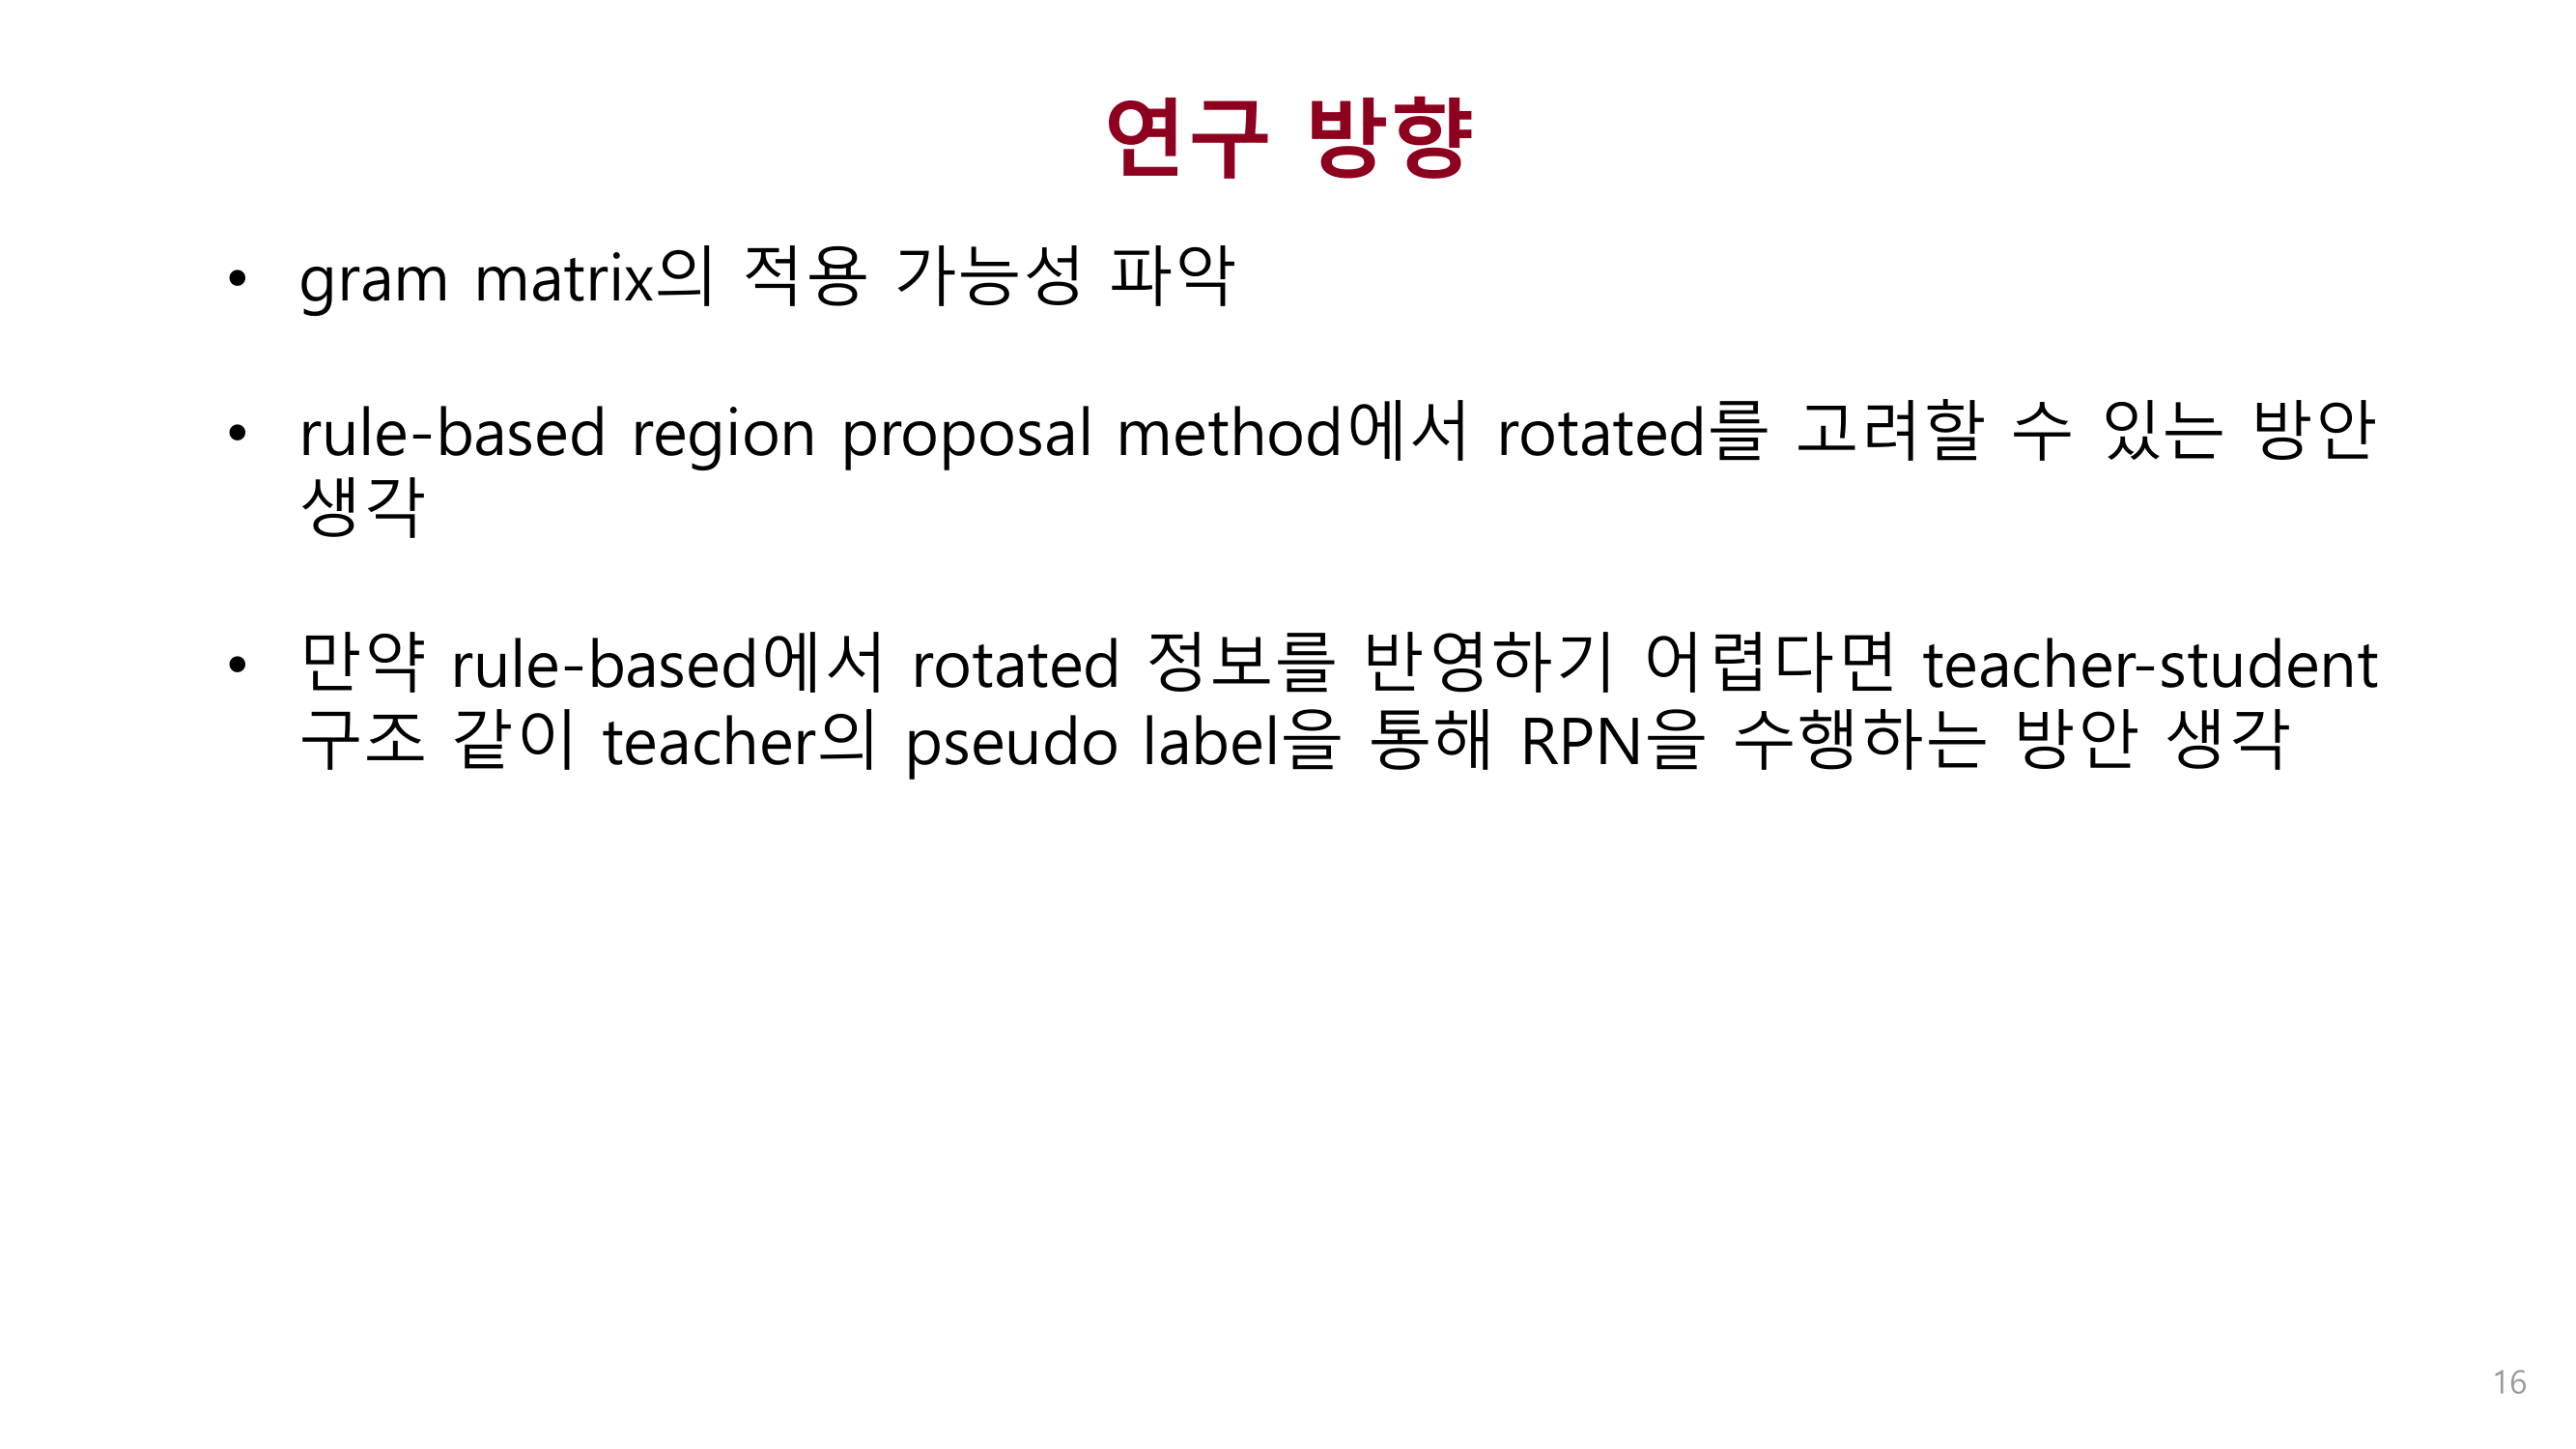 연구 방향
• gram matrix의 적용 가능성 파악
• rule-based region proposal method에서 rotated를 고려할 수 있는 방안
생각
• 만약 rule-based에서 rotated 정보를 반영하기 어렵다면 teacher-student
구조 같이 teacher의 pseudo label을 통해 RPN을 수행하는 방안 생각
16